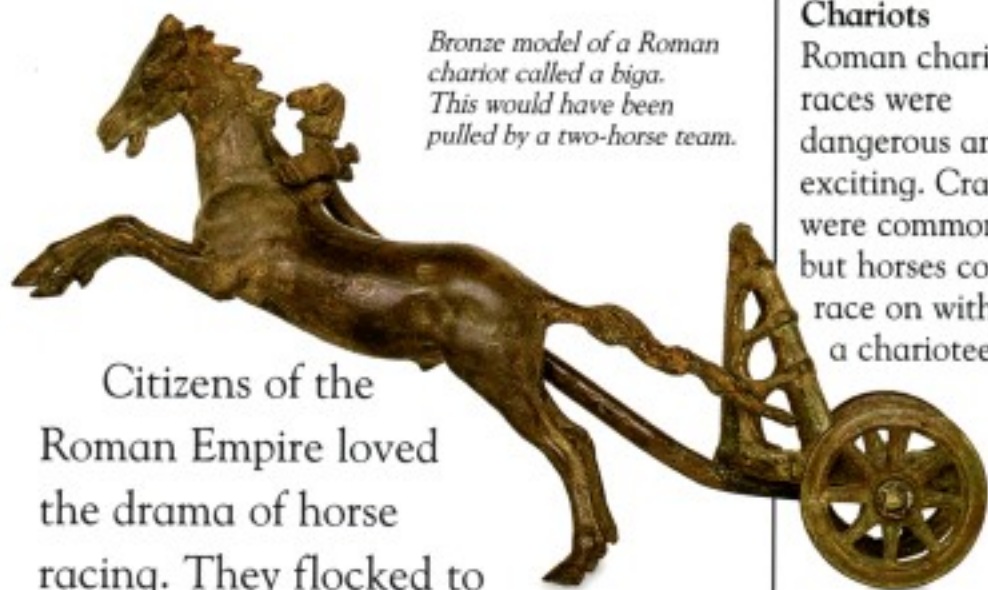 Bronze model of a Roman
chariot called a biga.
This would have been
pulled by a two-horse team.
Citizens of the
Roman Empire loved
the drama of horse
racing. They flocked to
Chariots
Roman
races were
dangerous
exciting.
were
but horses
race on
a